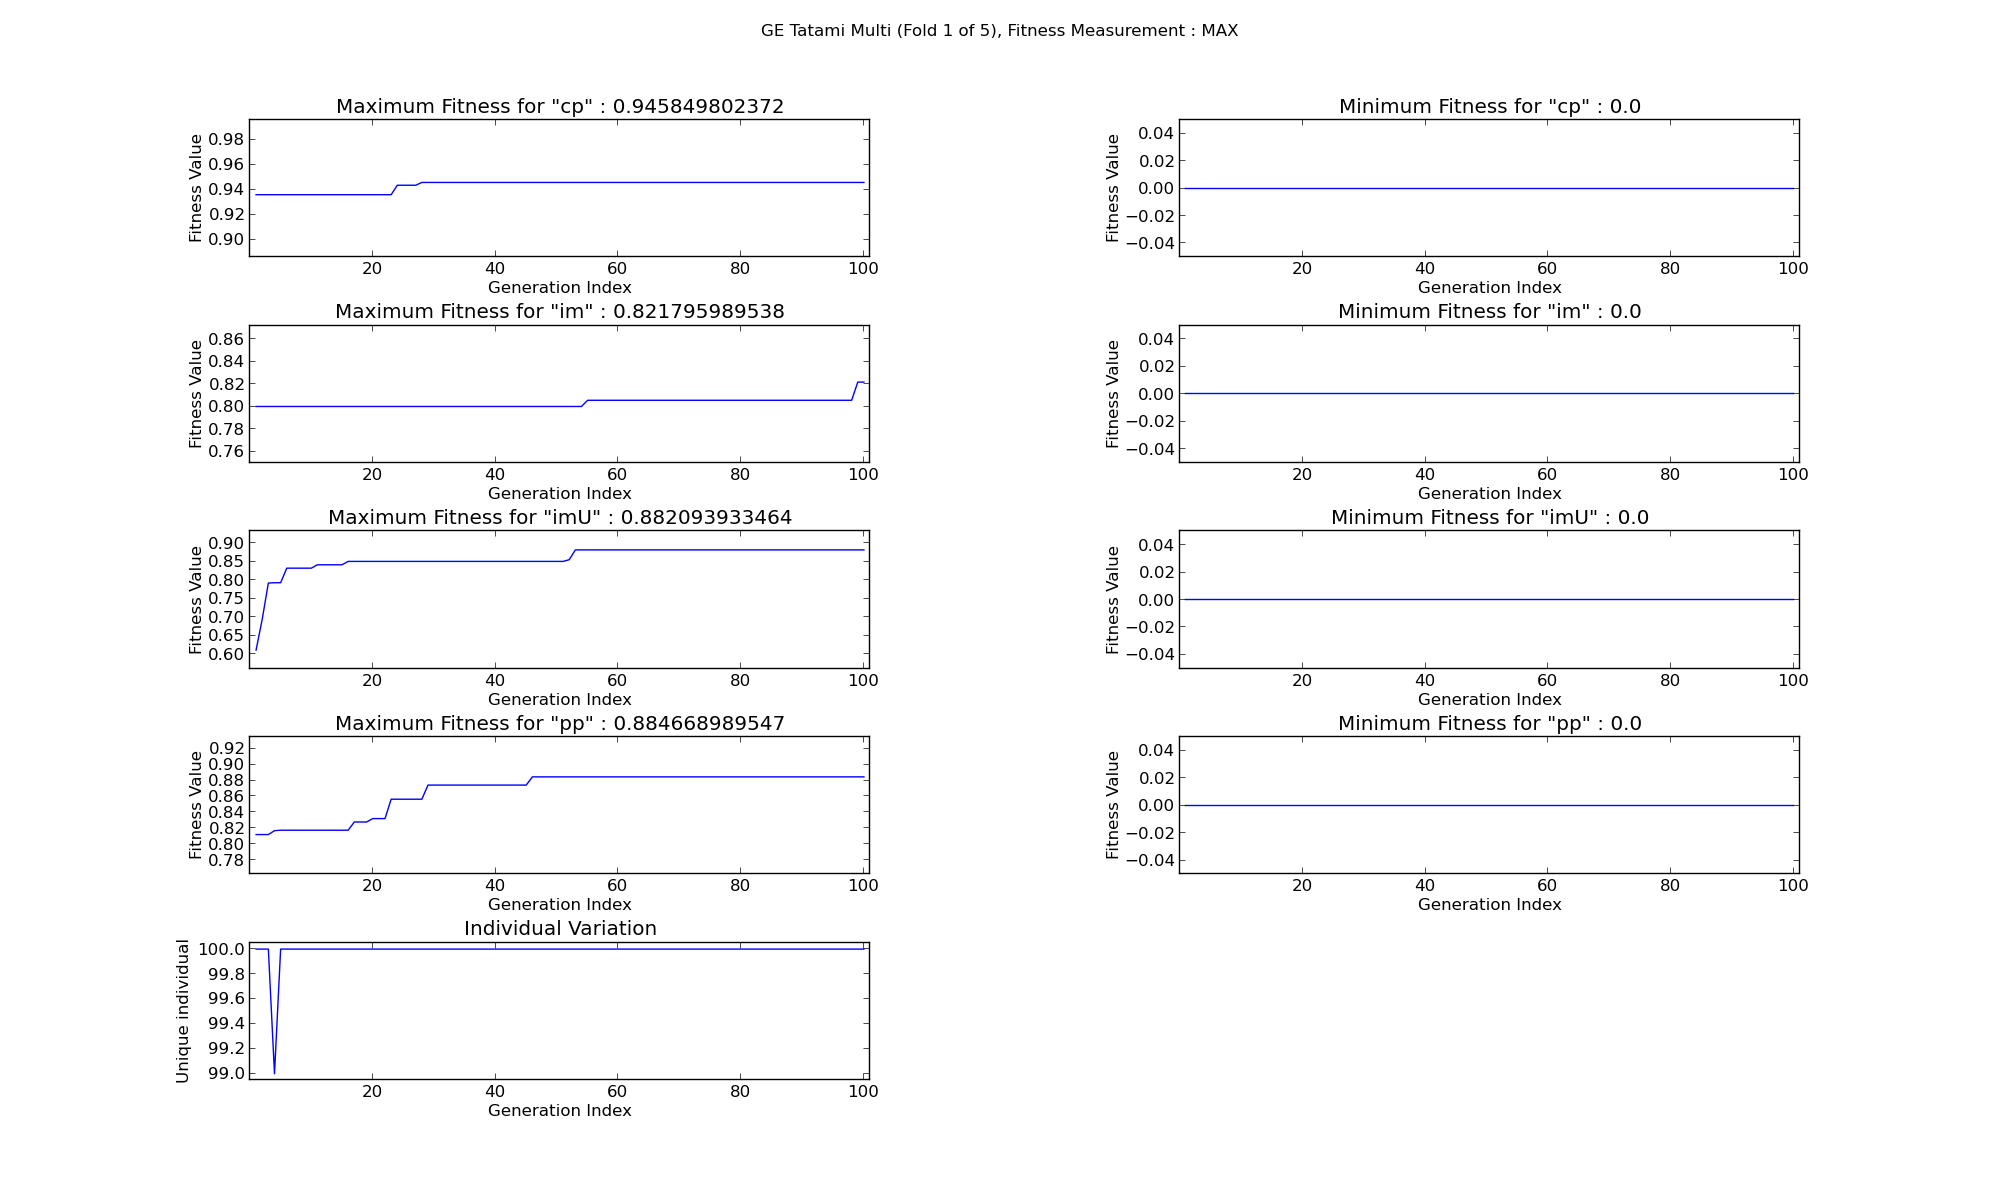 GE Tatami Multi (Fold 1 of 5), Fitness Measurement : MAX
Maximum Fitness for "cp" : 0.945849802372
Fitness Value
0.98
0.96
0.94
0.92
0.90
20 40 60 80 100
Generation Index
Minimum Fitness for "cp" : 0.0
Fitness Value
0.04
0.02
0.00
−0.02
−0.04
20 40 60 80 100
Generation Index
Maximum Fitness for "im" : 0.821795989538
Fitness Value
0.86
0.84
0.82
0.80
0.78
0.76
20 40 60 80 100
Generation Index
Minimum Fitness for "im" : 0.0
Fitness Value
0.04
0.02
0.00
−0.02
−0.04
20 40 60 80 100
Generation Index
Maximum Fitness for "imU" : 0.882093933464
Fitness Value
0.90
0.85
0.80
0.75
0.70
0.65
0.60
20 40 60 80 100
Generation Index
Minimum Fitness for "imU" : 0.0
Fitness Value
0.04
0.02
0.00
−0.02
−0.04
20 40 60 80 100
Generation Index
Maximum Fitness for "pp" : 0.884668989547
Fitness Value
0.92
0.90
0.88
0.86
0.84
0.82
0.80
0.78
20 40 60 80 100
Generation Index
Minimum Fitness for "pp" : 0.0
Fitness Value
0.04
0.02
0.00
−0.02
−0.04
20 40 60 80 100
Generation Index
Individual Variation
Unique individual
100.0
99.8
99.6
99.4
99.2
99.0
20 40 60 80 100
Generation Index